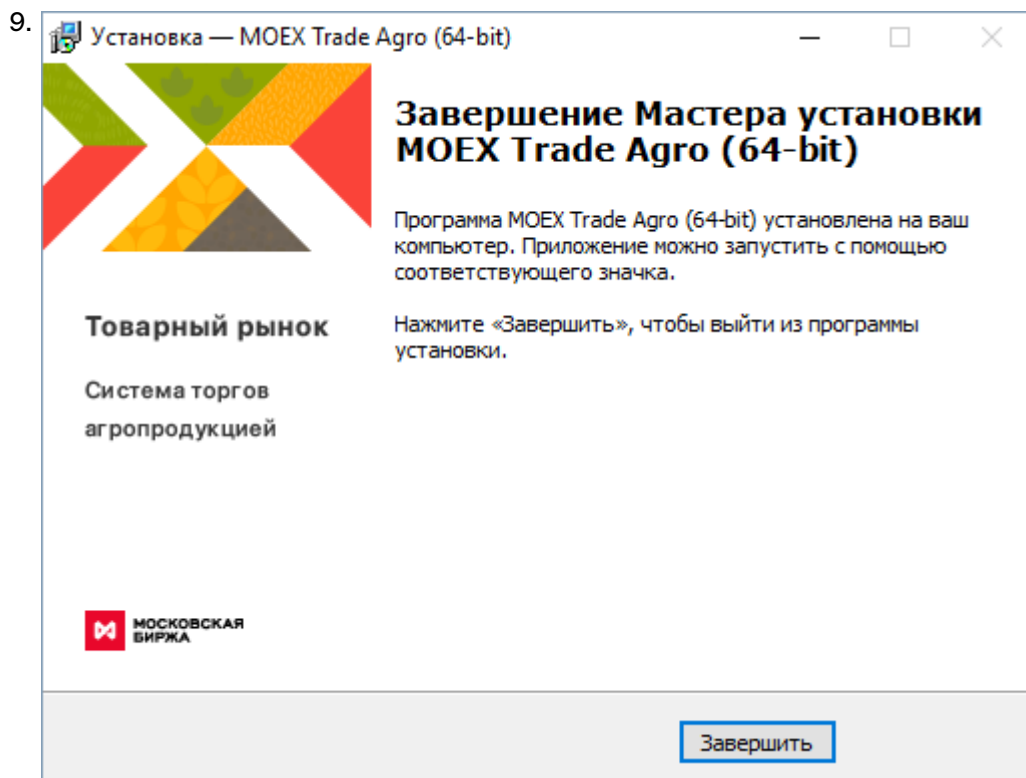 9.
Установка — MOEX Trade Agro (64-bit)
Завершение Мастера установки
MOEX Trade Agro (64-bit)
Программа MOEX Trade Agro (64-bit) установлена на ваш
компьютер. Приложение можно запустить с помощью
соответствующего значка.
Нажмите «Завершить», чтобы выйти из программы
установки.
Товарный рынок
Система торгов
агропродукцией
МОСКОВСКАЯ
БИРЖА
Завершить